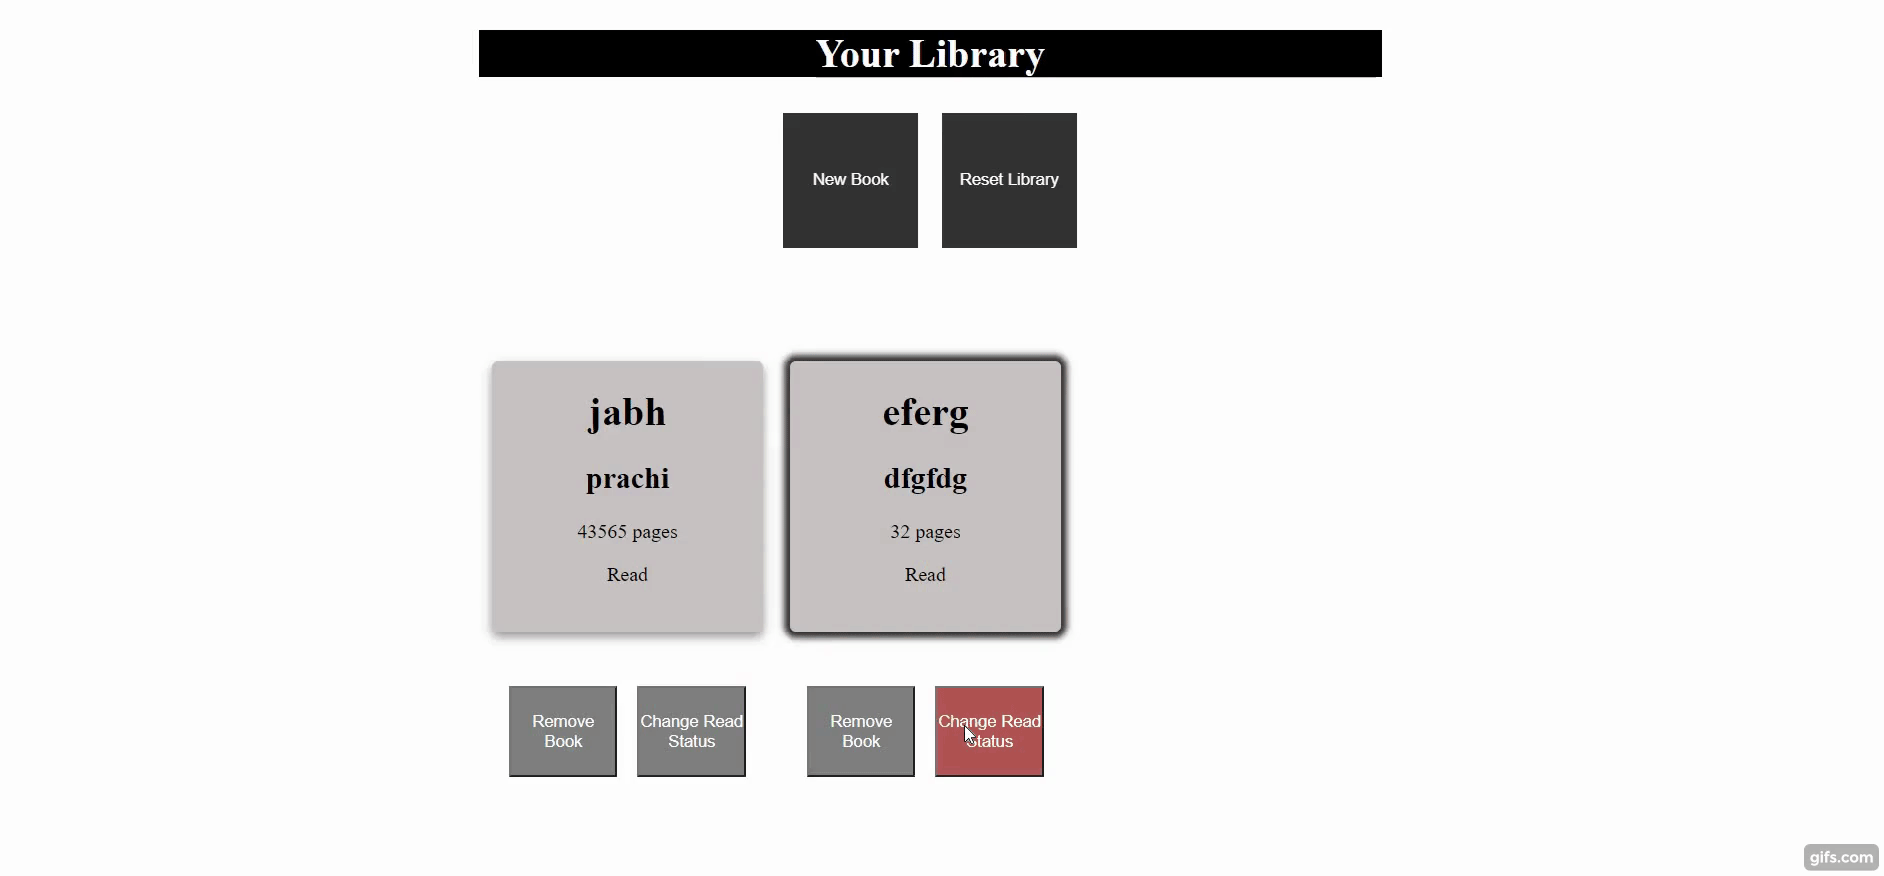 Your Library
New Book
Reset Library
jabh
prachi
43565 pages
Read
eferg
dfgfdg
32 pages
Read
Remove
Book
Change Read
Status
Remove
Book
Change Read
Status
gifs.com